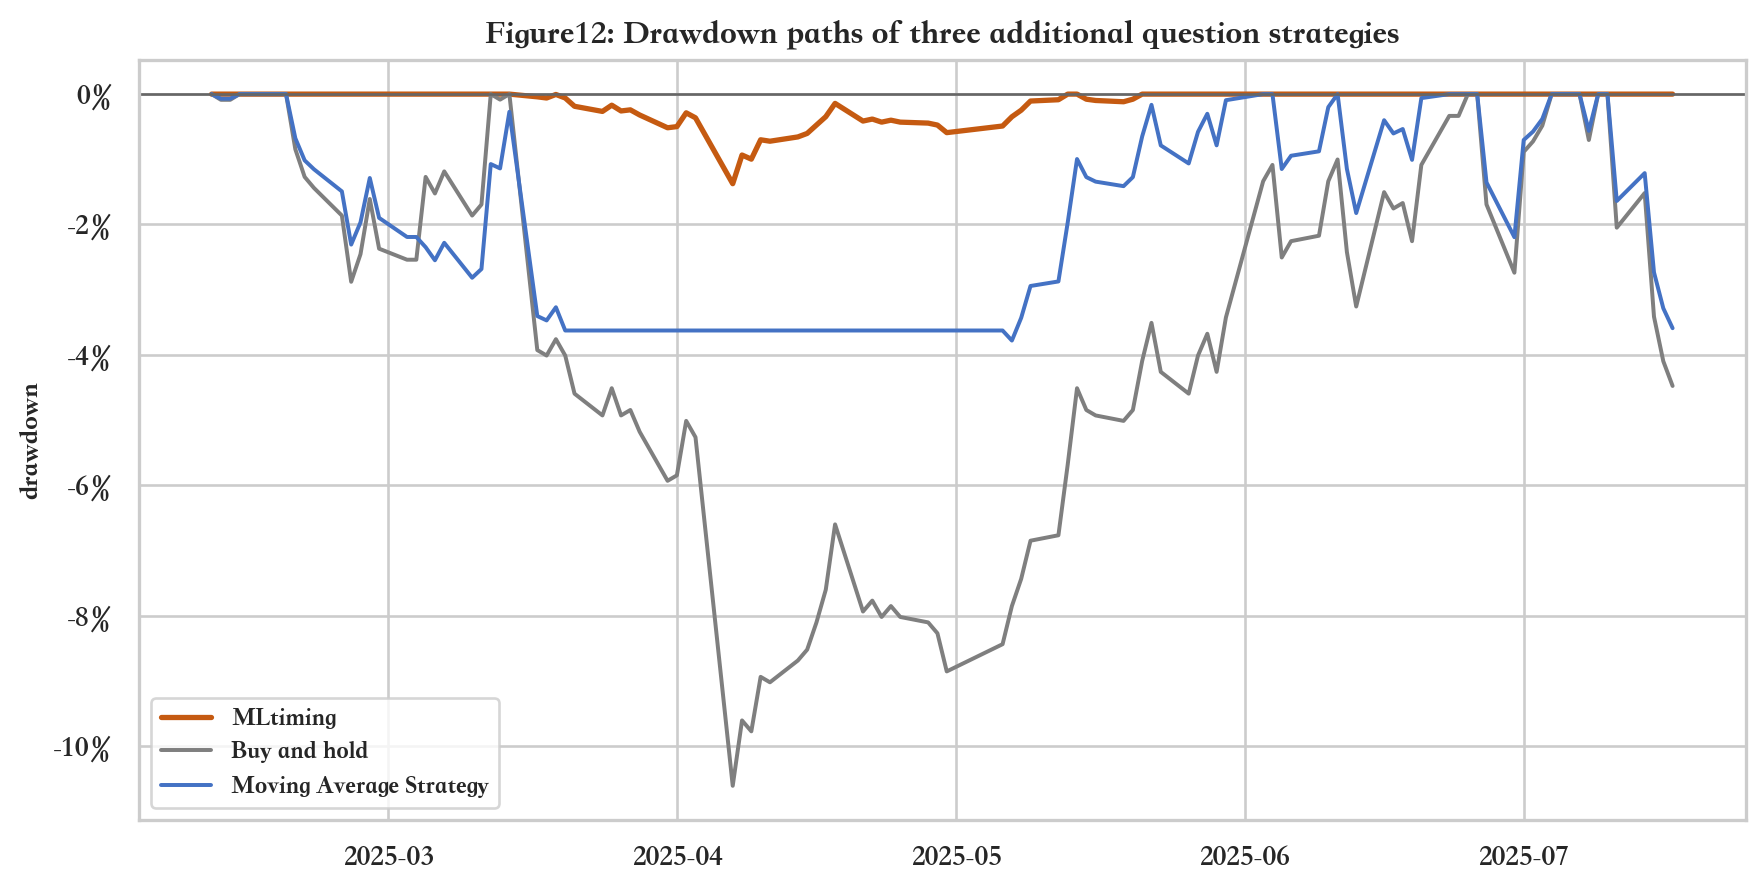 Figure12: Drawdown paths of three additional question strategies
0%
-2%
-4%
-6%
-8%
-10%
drawdown
MLtiming
Buy and hold
Moving Average Strategy
2025-03
2025-04
2025-05
2025-06
2025-07